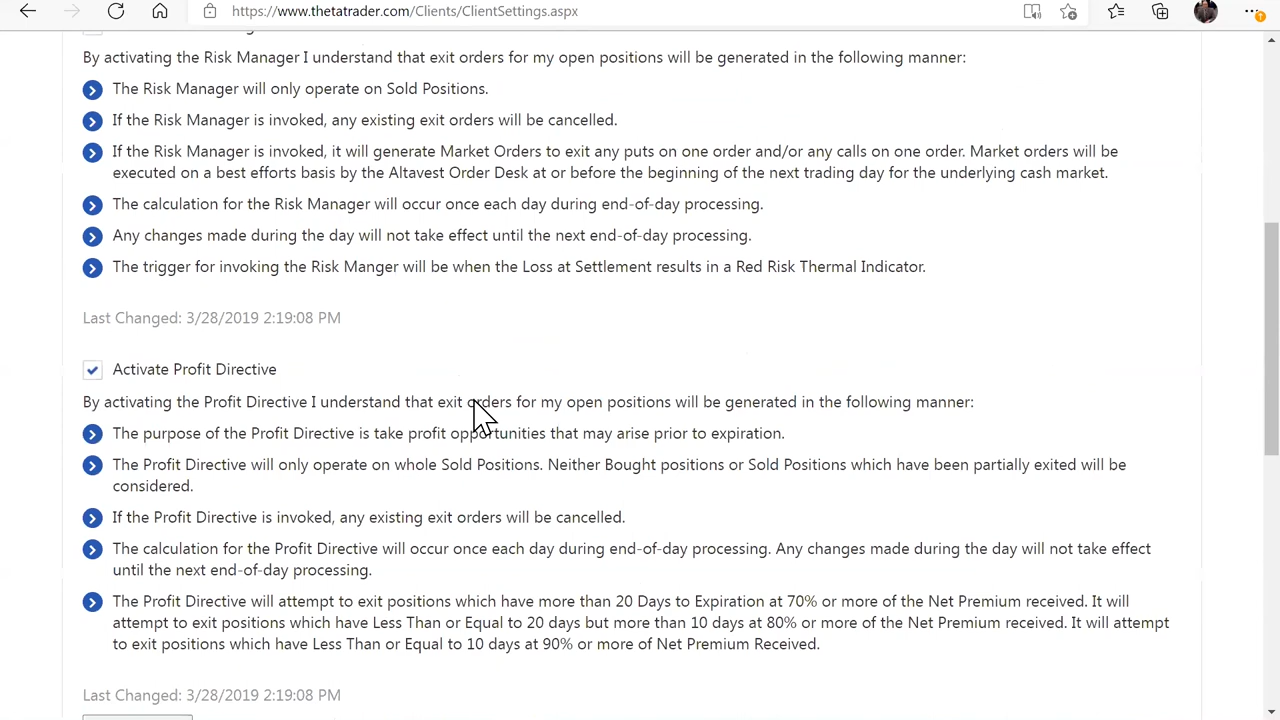 https://www.thetatrader.com/Clients/ClientSettings.aspx
By activating the Risk Manager I understand that exit orders for my open positions will be generated in the following manner:
The Risk Manager will only operate on Sold Positions.
If the Risk Manager is invoked, any existing exit orders will be cancelled.
If the Risk Manager is invoked, it will generate Market Orders to exit any puts on one order and/or any calls on one order. Market orders will be
executed on a best efforts basis by the Altavest Order Desk at or before the beginning of the next trading day for the underlying cash market.
The calculation for the Risk Manager will occur once each day during end-of-day processing.
Any changes made during the day will not take effect until the next end-of-day processing.
The trigger for invoking the Risk Manger will be when the Loss at Settlement results in a Red Risk Thermal Indicator.
Last Changed: 3/28/2019 2:19:08 PM
Activate Profit Directive
By activating the Profit Directive I understand that exit orders for my open positions will be generated in the following manner:
The purpose of the Profit Directive is take profit opportunities that may arise prior to expiration.
The Profit Directive will only operate on whole Sold Positions. Neither Bought positions or Sold Positions which have been partially exited will be
considered.
If the Profit Directive is invoked, any existing exit orders will be cancelled.
The calculation for the Profit Directive will occur once each day during end-of-day processing. Any changes made during the day will not take effect
until the next end-of-day processing.
The Profit Directive will attempt to exit positions which have more than 20 Days to Expiration at 70% or more of the Net Premium received. It will
attempt to exit positions which have Less Than or Equal to 20 days but more than 10 days at 80% or more of the Net Premium received. It will attempt
to exit positions which have Less Than or Equal to 10 days at 90% or more of Net Premium Received.
Last Changed: 3/28/2019 2:19:08 PM